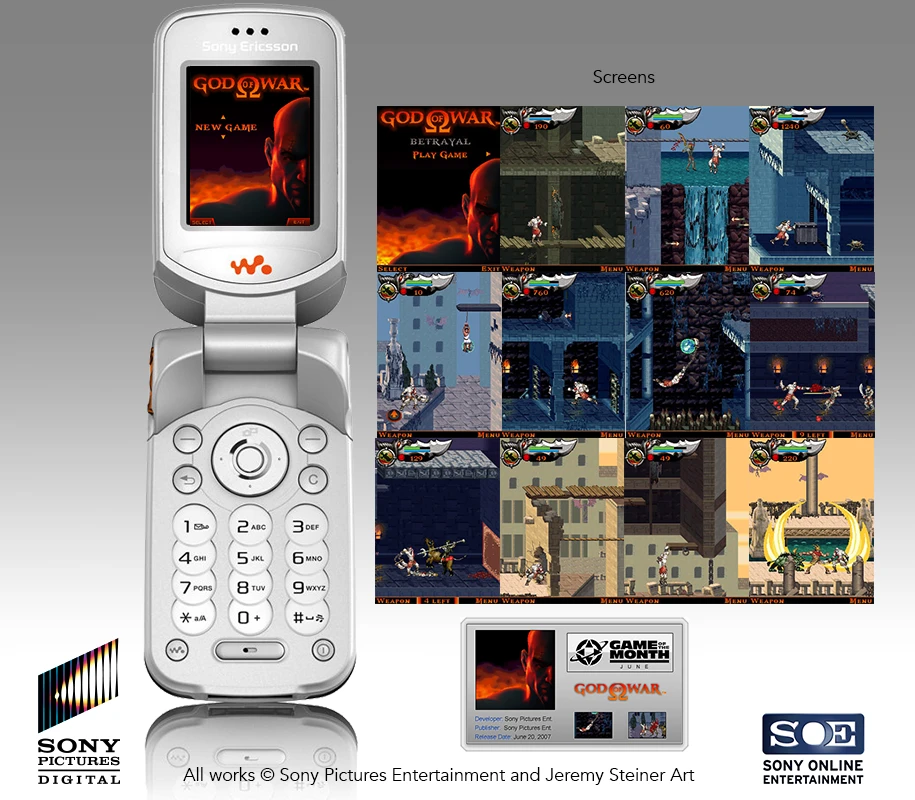 Sony Ericsson
GOD OF WAR™
NEW GAME
SELECT EXIT
1
2 ABC
3 DEF
4 GHI
5 JKL
6 MNO
7 PQRS
8 TUV
9 WXYZ
* a/A
0 +
#
C
Screens
GOD OF WAR™
BETRAYAL
PLAY GAME
SELECT EXIT
190
WEAPON MENU
60
WEAPON MENU
1240
WEAPON MENU
10
WEAPON MENU
760
WEAPON MENU
620
WEAPON MENU
74
WEAPON 9 LEFT MENU
120
WEAPON 4 LEFT MENU
49
WEAPON MENU
49
WEAPON MENU
220
WEAPON MENU
GAME OF THE MONTH
JUNE
GOD OF WAR™
Developer: Sony Pictures Ent.
Publisher: Sony Pictures Ent.
Release Date: June 20, 2007
SONY
PICTURES
DIGITAL
SOE
SONY ONLINE
ENTERTAINMENT
All works © Sony Pictures Entertainment and Jeremy Steiner Art